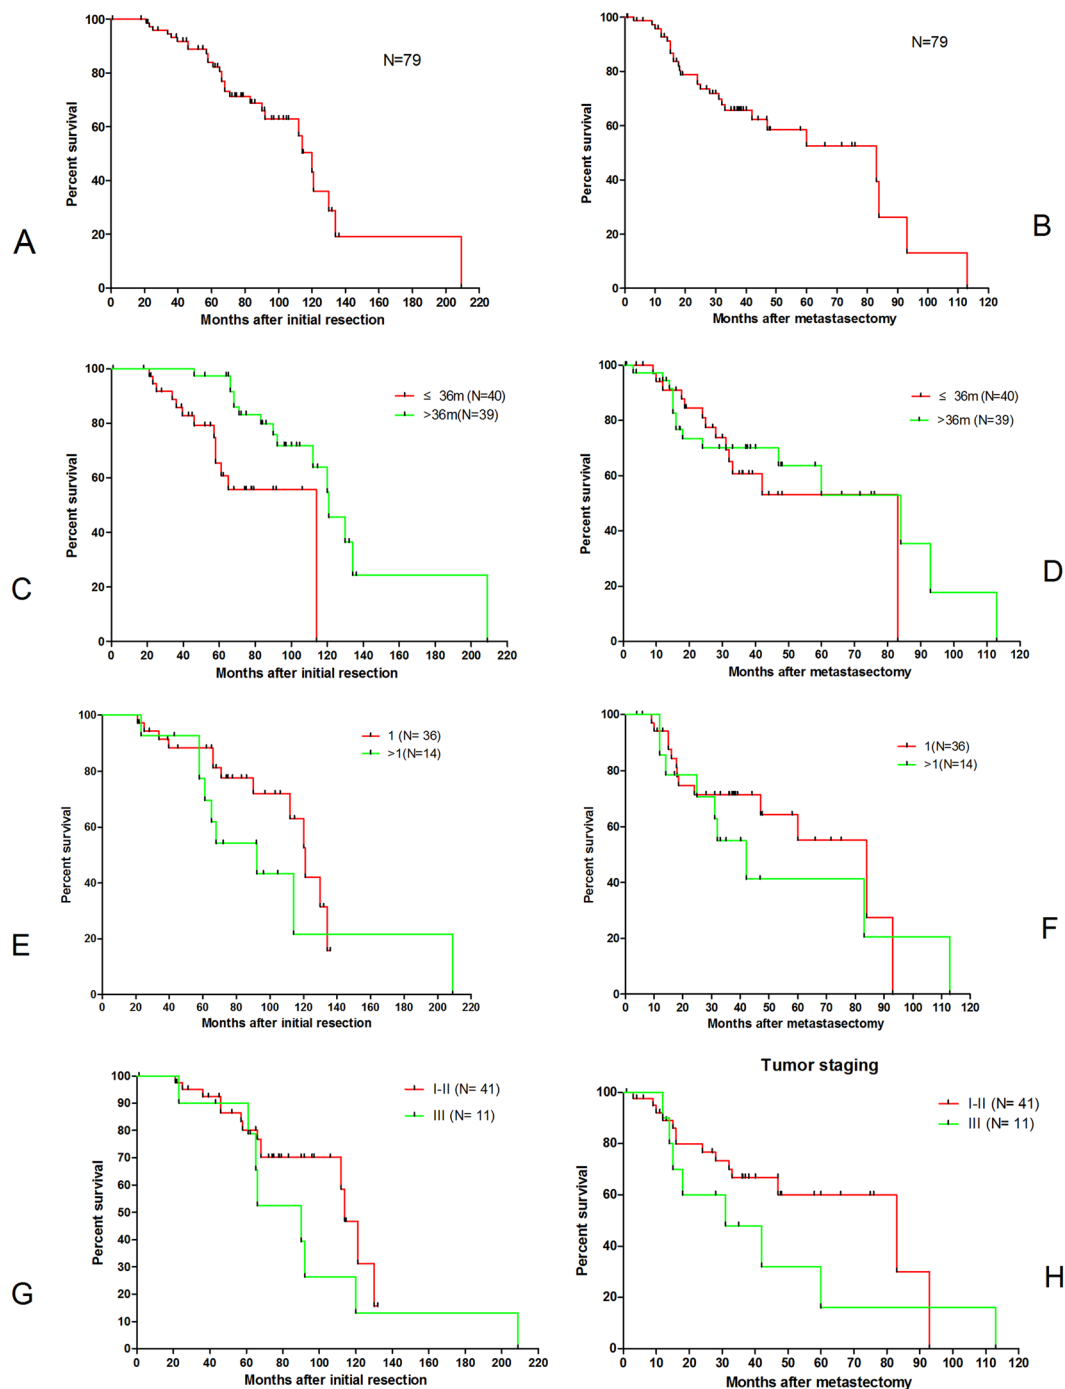 100
80
60
40
20
0
Percent survival
N=79
0 20 40 60 80 100 120 140 160 180 200 220
Months after initial resection
A
100
80
60
40
20
0
Percent survival
N=79
0 10 20 30 40 50 60 70 80 90 100 110 120
Months after metastasectomy
B
100
80
60
40
20
0
Percent survival
≤ 36m (N=40)
>36m(N=39)
0 20 40 60 80 100 120 140 160 180 200 220
Months after initial resection
C
100
80
60
40
20
0
Percent survival
≤ 36m (N=40)
>36m (N=39)
0 10 20 30 40 50 60 70 80 90 100 110 120
Months after metastasectomy
D
100
80
60
40
20
0
Percent survival
1 (N= 36)
>1(N=14)
0 20 40 60 80 100 120 140 160 180 200 220
Months after initial resection
E
100
80
60
40
20
0
Percent survival
1(N=36)
>1(N=14)
0 10 20 30 40 50 60 70 80 90 100 110 120
Months after metastasectomy
F
100
90
80
70
60
50
40
30
20
10
0
Percent survival
I-II (N= 41)
III (N= 11)
0 20 40 60 80 100 120 140 160 180 200 220
Months after initial resection
G
Tumor staging
100
80
60
40
20
0
Percent survival
I-II (N= 41)
III (N= 11)
0 10 20 30 40 50 60 70 80 90 100 110 120
Months after metastectomy
H